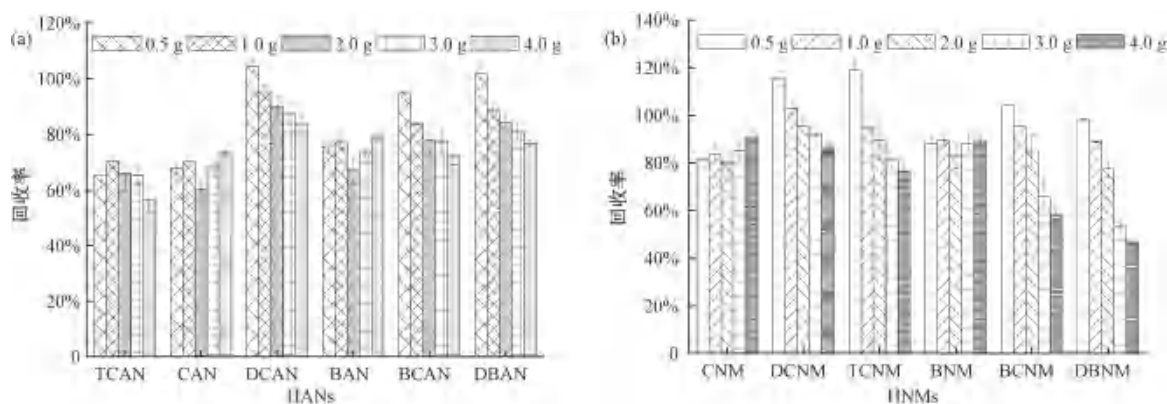 (a)
120%
100%
80%
60%
40%
20%
0
回收率
0.5 g 1.0 g 2.0 g 3.0 g 4.0 g
TCAN CAN DCAN BAN BCAN DBAN
HANs
(b)
140%
120%
100%
80%
60%
40%
20%
0
回收率
0.5 g 1.0 g 2.0 g 3.0 g 4.0 g
CNM DCNM TCNM BNM BCNM DBNM
HNMs